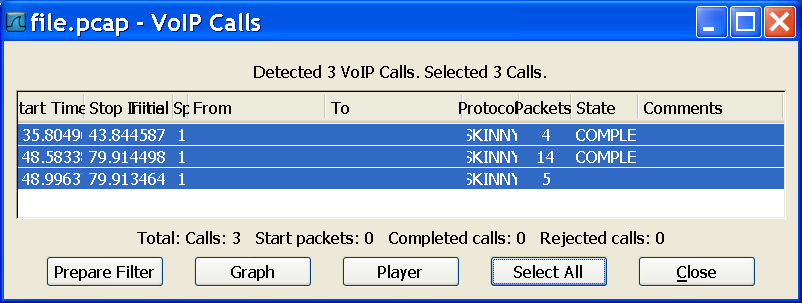 file.pcap - VoIP Calls
Detected 3 VoIP Calls. Selected 3 Calls.
tart Time Stop Initial Sp From To Protocol Packets State Comments
35.8049 43.844587 1 SKINNY 4 COMPLE
48.5833 79.914498 1 SKINNY 14 COMPLE
48.9963 79.913464 1 SKINNY 5
Total: Calls: 3 Start packets: 0 Completed calls: 0 Rejected calls: 0
Prepare Filter Graph Player Select All Close